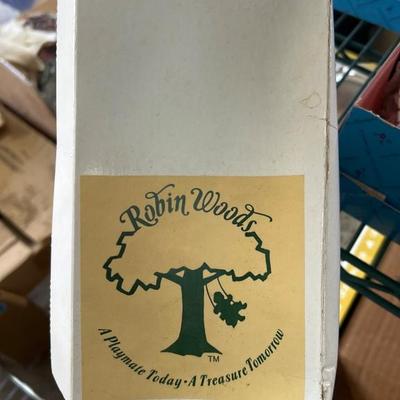 Robin Woods
TM
A Playmate Today • A Treasure Tomorrow